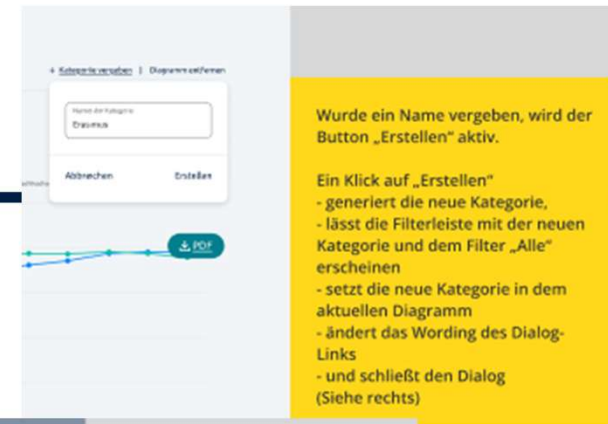 + Kategorie vergeben | Diagramm entfernen
Name der Kategorie
Erasmus
Abbrechen Erstellen
PDF
Wurde ein Name vergeben, wird der
Button „Erstellen“ aktiv.
Ein Klick auf „Erstellen“
- generiert die neue Kategorie,
- lässt die Filterleiste mit der neuen
Kategorie und dem Filter „Alle“
erscheinen
- setzt die neue Kategorie in dem
aktuellen Diagramm
- ändert das Wording des Dialog-
Links
- und schließt den Dialog
(Siehe rechts)